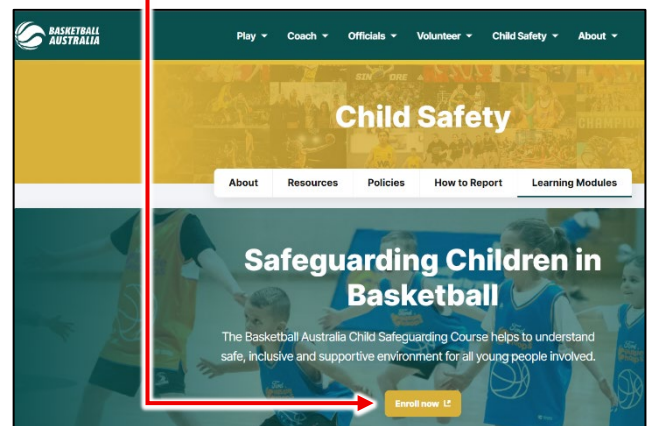 BASKETBALL
AUSTRALIA
Play Coach Officials Volunteer Child Safety About
Child Safety
About Resources Policies How to Report Learning Modules
Safeguarding Children in
Basketball
The Basketball Australia Child Safeguarding Course helps to understand
safe, inclusive and supportive environment for all young people involved.
Enroll now